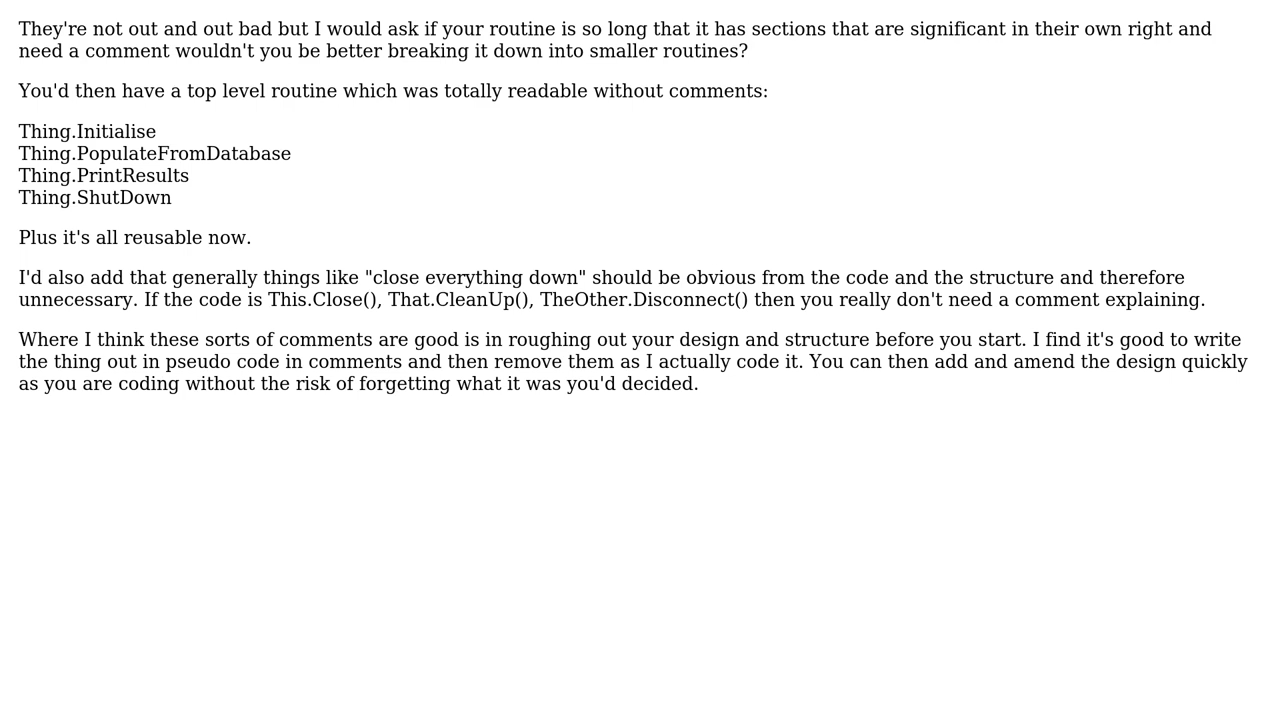 They're not out and out bad but I would ask if your routine is so long that it has sections that are significant in their own right and
need a comment wouldn't you be better breaking it down into smaller routines?
You'd then have a top level routine which was totally readable without comments:
Thing.Initialise
Thing.PopulateFromDatabase
Thing.PrintResults
Thing.ShutDown
Plus it's all reusable now.
I'd also add that generally things like "close everything down" should be obvious from the code and the structure and therefore
unnecessary. If the code is This.Close(), That.CleanUp(), TheOther.Disconnect() then you really don't need a comment explaining.
Where I think these sorts of comments are good is in roughing out your design and structure before you start. I find it's good to write
the thing out in pseudo code in comments and then remove them as I actually code it. You can then add and amend the design quickly
as you are coding without the risk of forgetting what it was you'd decided.